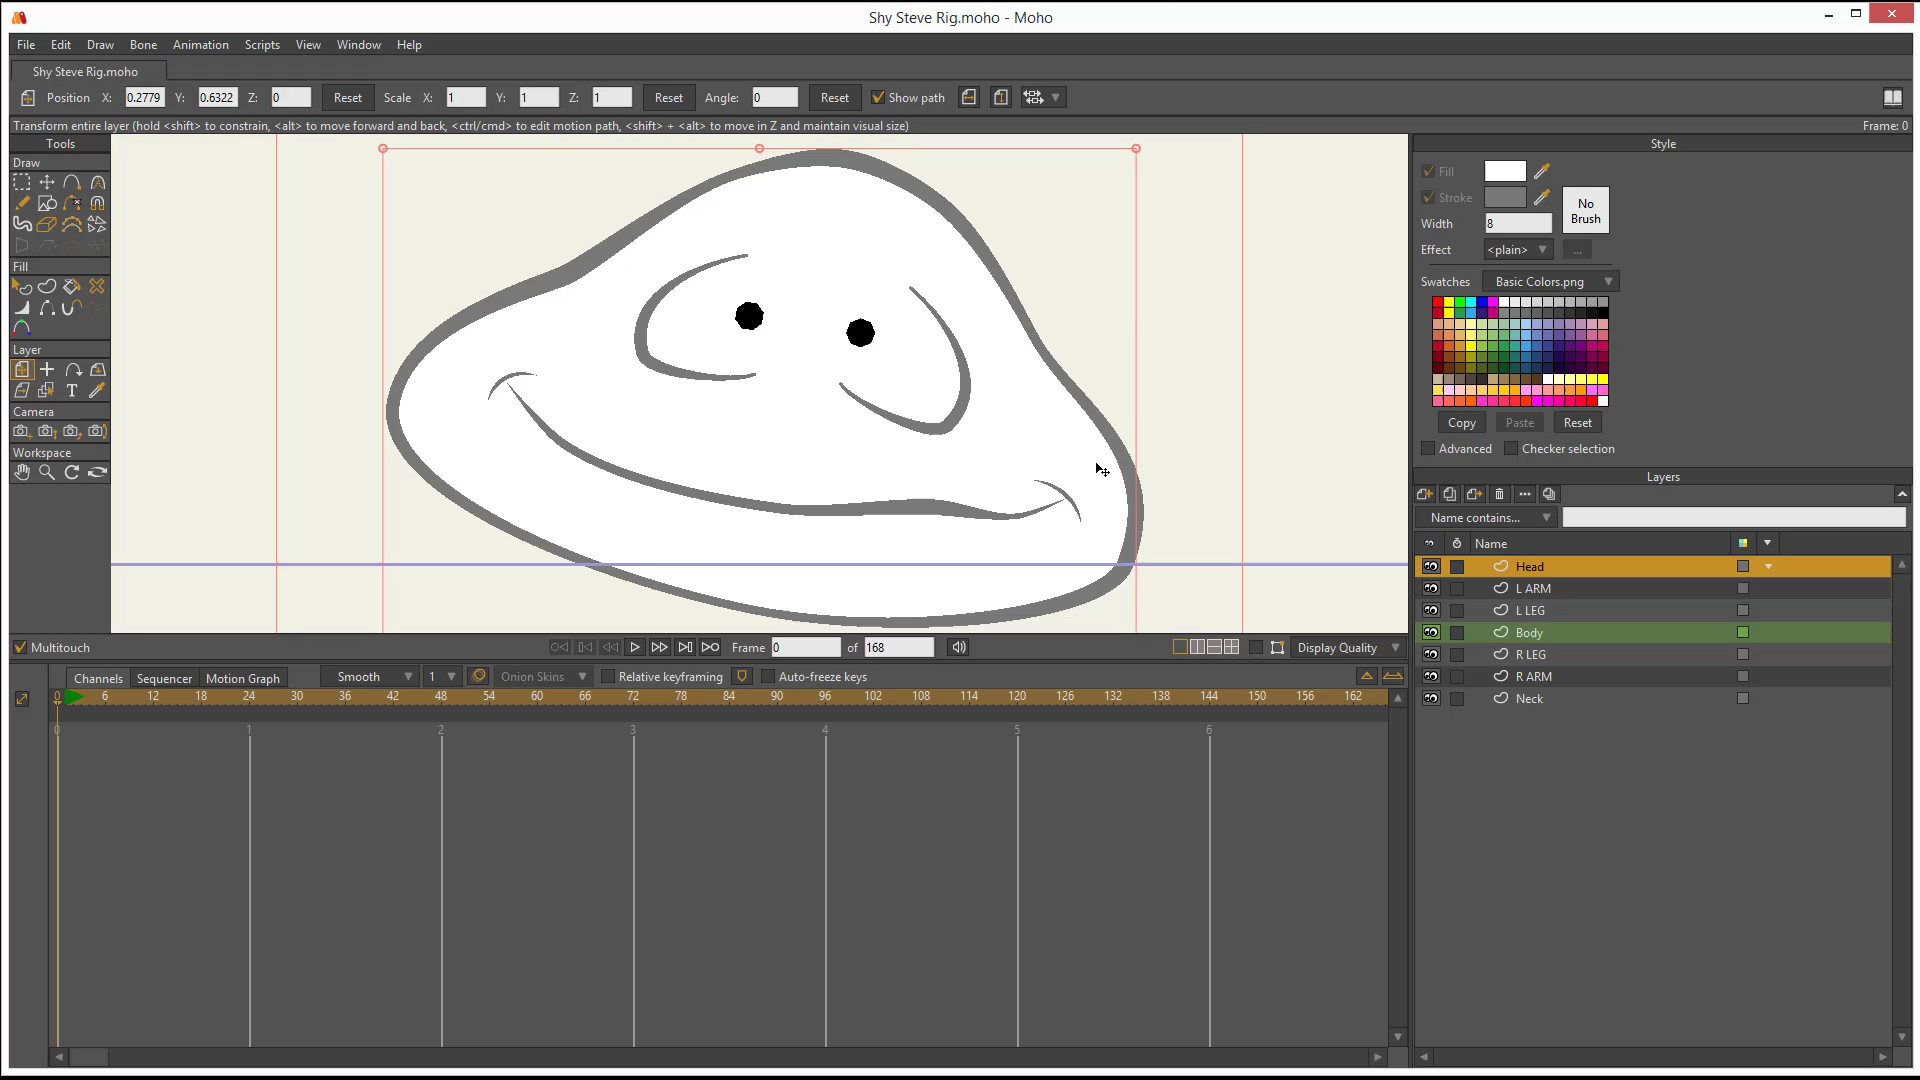 Shy Steve Rig.moho - Moho
File Edit Draw Bone Animation Scripts View Window Help
Shy Steve Rig.moho
Position X: 0.2779 Y: 0.6322 Z: 0 Reset Scale X: 1 Y: 1 Z: 1 Reset Angle: 0 Reset Show path
Transform entire layer (hold <shift> to constrain, <alt> to move forward and back, <ctrl/cmd> to edit motion path, <shift> + <alt> to move in Z and maintain visual size) Frame: 0
Tools
Draw
Fill
Layer
T
Camera
Workspace
Style
Fill
Stroke
No Brush
Width 8
Effect <plain> ...
Swatches Basic Colors.png
Copy Paste Reset
Advanced Checker selection
Layers
Name contains...
Name
Head
L ARM
L LEG
Body
R LEG
R ARM
Neck
Multitouch Frame 0 of 168 Display Quality
Channels Sequencer Motion Graph Smooth 1 Onion Skins Relative keyframing Auto-freeze keys
0 6 12 18 24 30 36 42 48 54 60 66 72 78 84 90 96 102 108 114 120 126 132 138 144 150 156 162
0 1 2 3 4 5 6